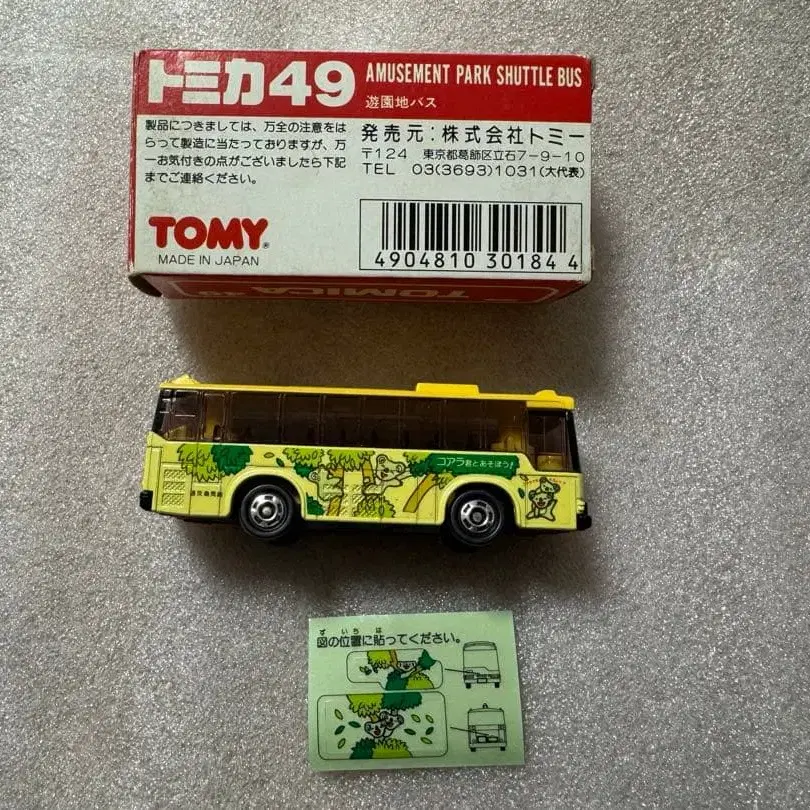 トミカ49
AMUSEMENT PARK SHUTTLE BUS
遊園地バス
製品につきましては、万全の注意をは
らって製造に当たっておりますが、万
一お気付きの点がございましたら下記
までご連絡ください。
発売元:株式会社トミー
〒124 東京都葛飾区立石7-9-10
TEL 03(3693)1031(大代表)
TOMY®
MADE IN JAPAN
4904810 301844
TOMICA 49
コアラ君とあそぼう!
ず いち は
図の位置に貼ってください。